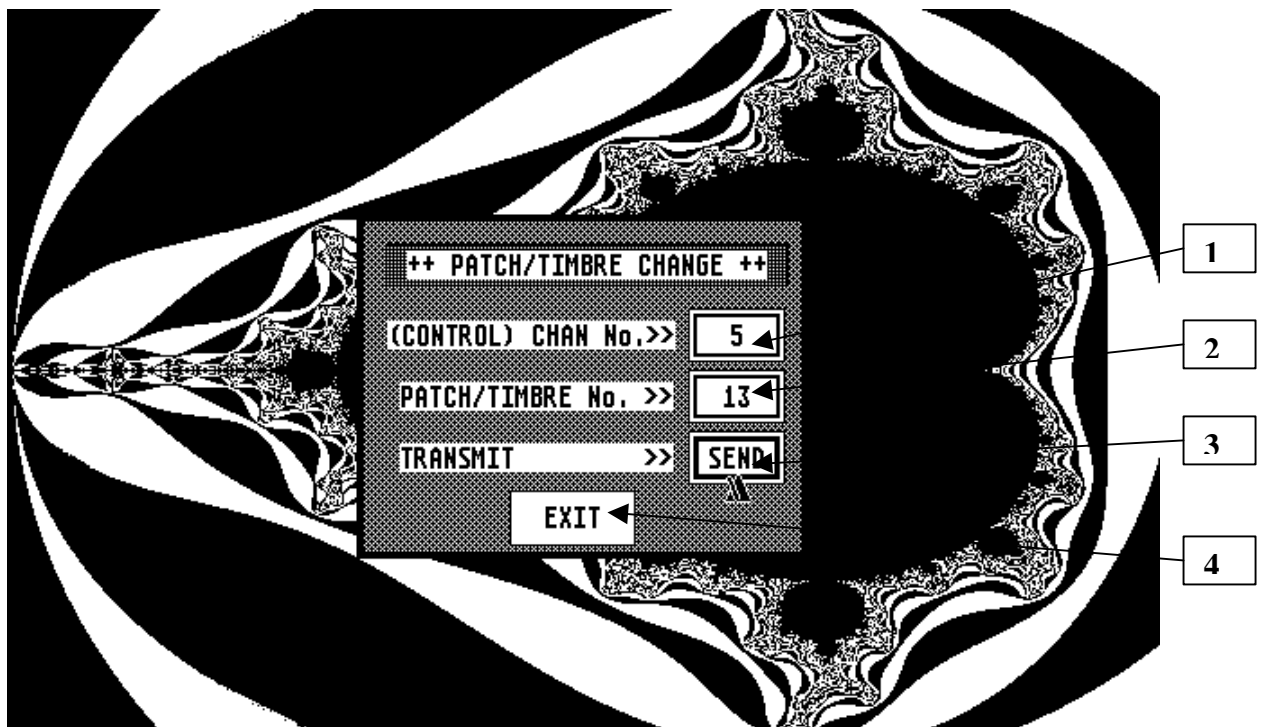 ++ PATCH/TIMBRE CHANGE ++
(CONTROL) CHAN No.>> 5
PATCH/TIMBRE No. >> 13
TRANSMIT >> SEND
EXIT
1
2
3
4